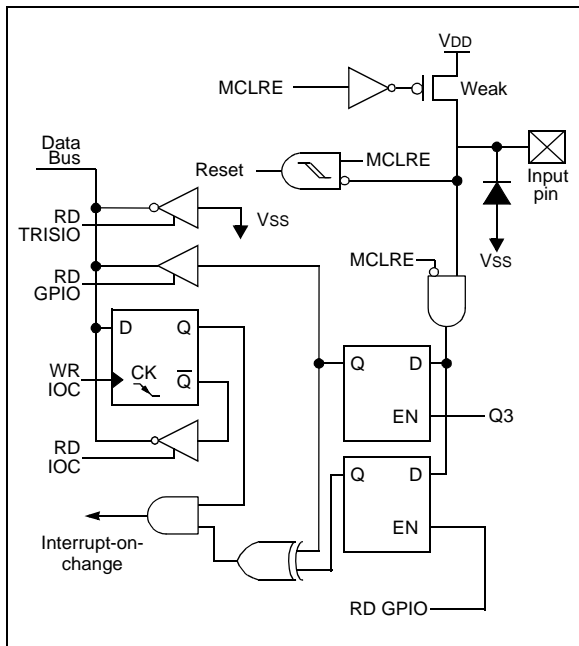 VDD
MCLRE
Weak
Data
Bus
Reset
MCLRE
Input
pin
RD
TRISIO
VSS
VSS
RD
GPIO
MCLRE
D
Q
Q
D
WR
IOC
CK
Q
EN
Q3
RD
IOC
Q
D
EN
Interrupt-on-
change
RD GPIO